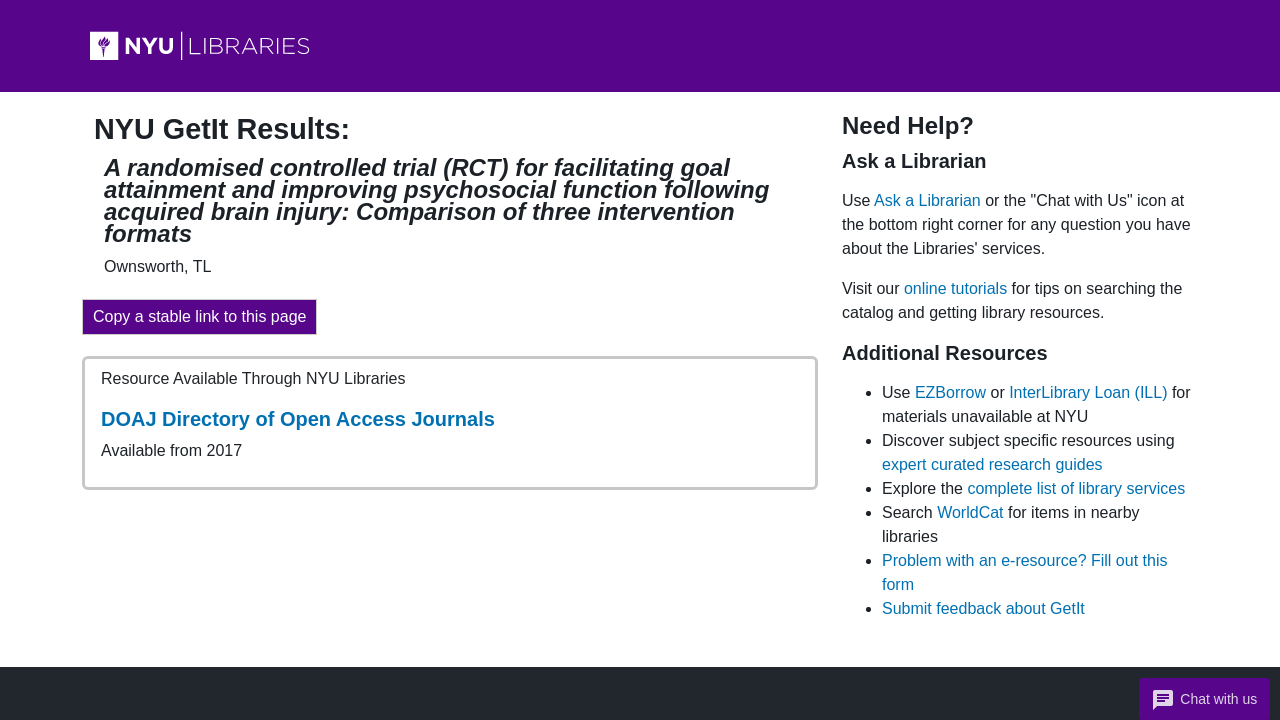 NYU LIBRARIES
NYU GetIt Results:
A randomised controlled trial (RCT) for facilitating goal
attainment and improving psychosocial function following
acquired brain injury: Comparison of three intervention
formats
Ownsworth, TL
Copy a stable link to this page
Resource Available Through NYU Libraries
DOAJ Directory of Open Access Journals
Available from 2017
Need Help?
Ask a Librarian
Use Ask a Librarian or the "Chat with Us" icon at
the bottom right corner for any question you have
about the Libraries' services.
Visit our online tutorials for tips on searching the
catalog and getting library resources.
Additional Resources
Use EZBorrow or InterLibrary Loan (ILL) for
materials unavailable at NYU
Discover subject specific resources using
expert curated research guides
Explore the complete list of library services
Search WorldCat for items in nearby
libraries
Problem with an e-resource? Fill out this
form
Submit feedback about GetIt
Chat with us